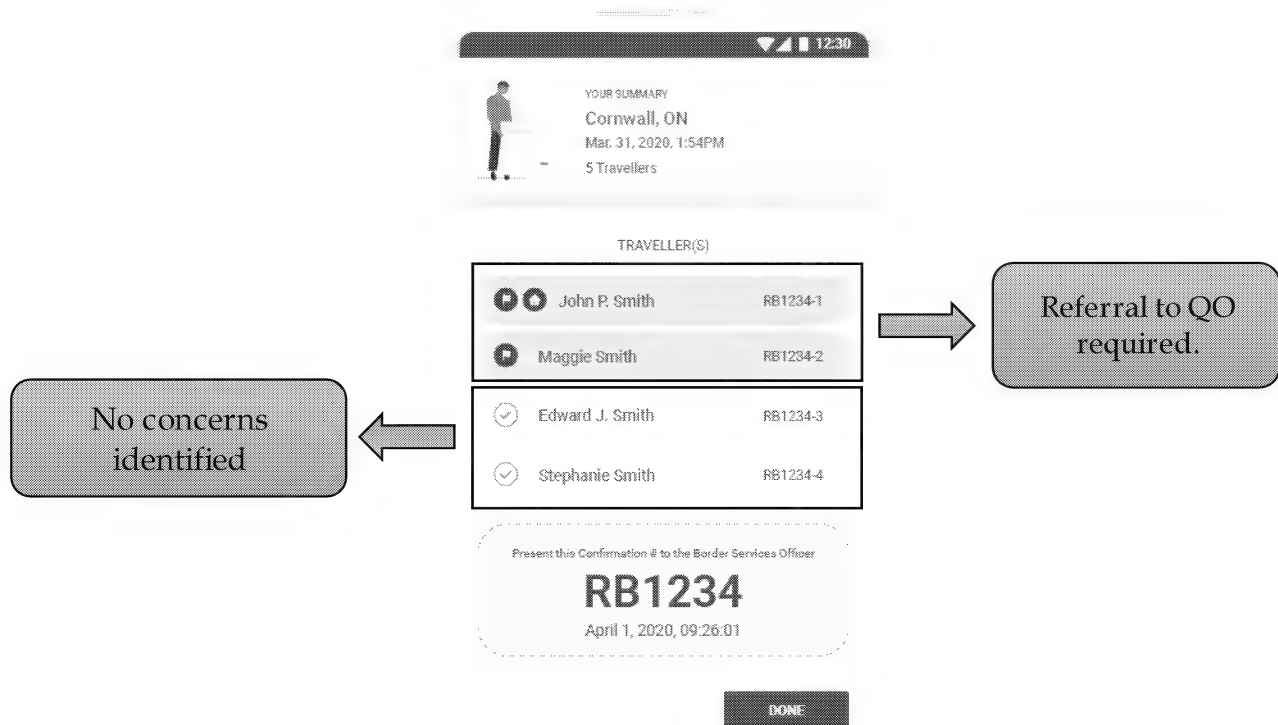 12:30
YOUR SUMMARY
Cornwall, ON
Mar. 31, 2020, 1:54PM
5 Travellers
TRAVELLER(S)
John P. Smith RB1234-1
Maggie Smith RB1234-2
Referral to QO
required.
Edward J. Smith RB1234-3
Stephanie Smith RB1234-4
No concerns
identified
Present this Confirmation # to the Border Services Officer
RB1234
April 1, 2020, 09:26:01
DONE